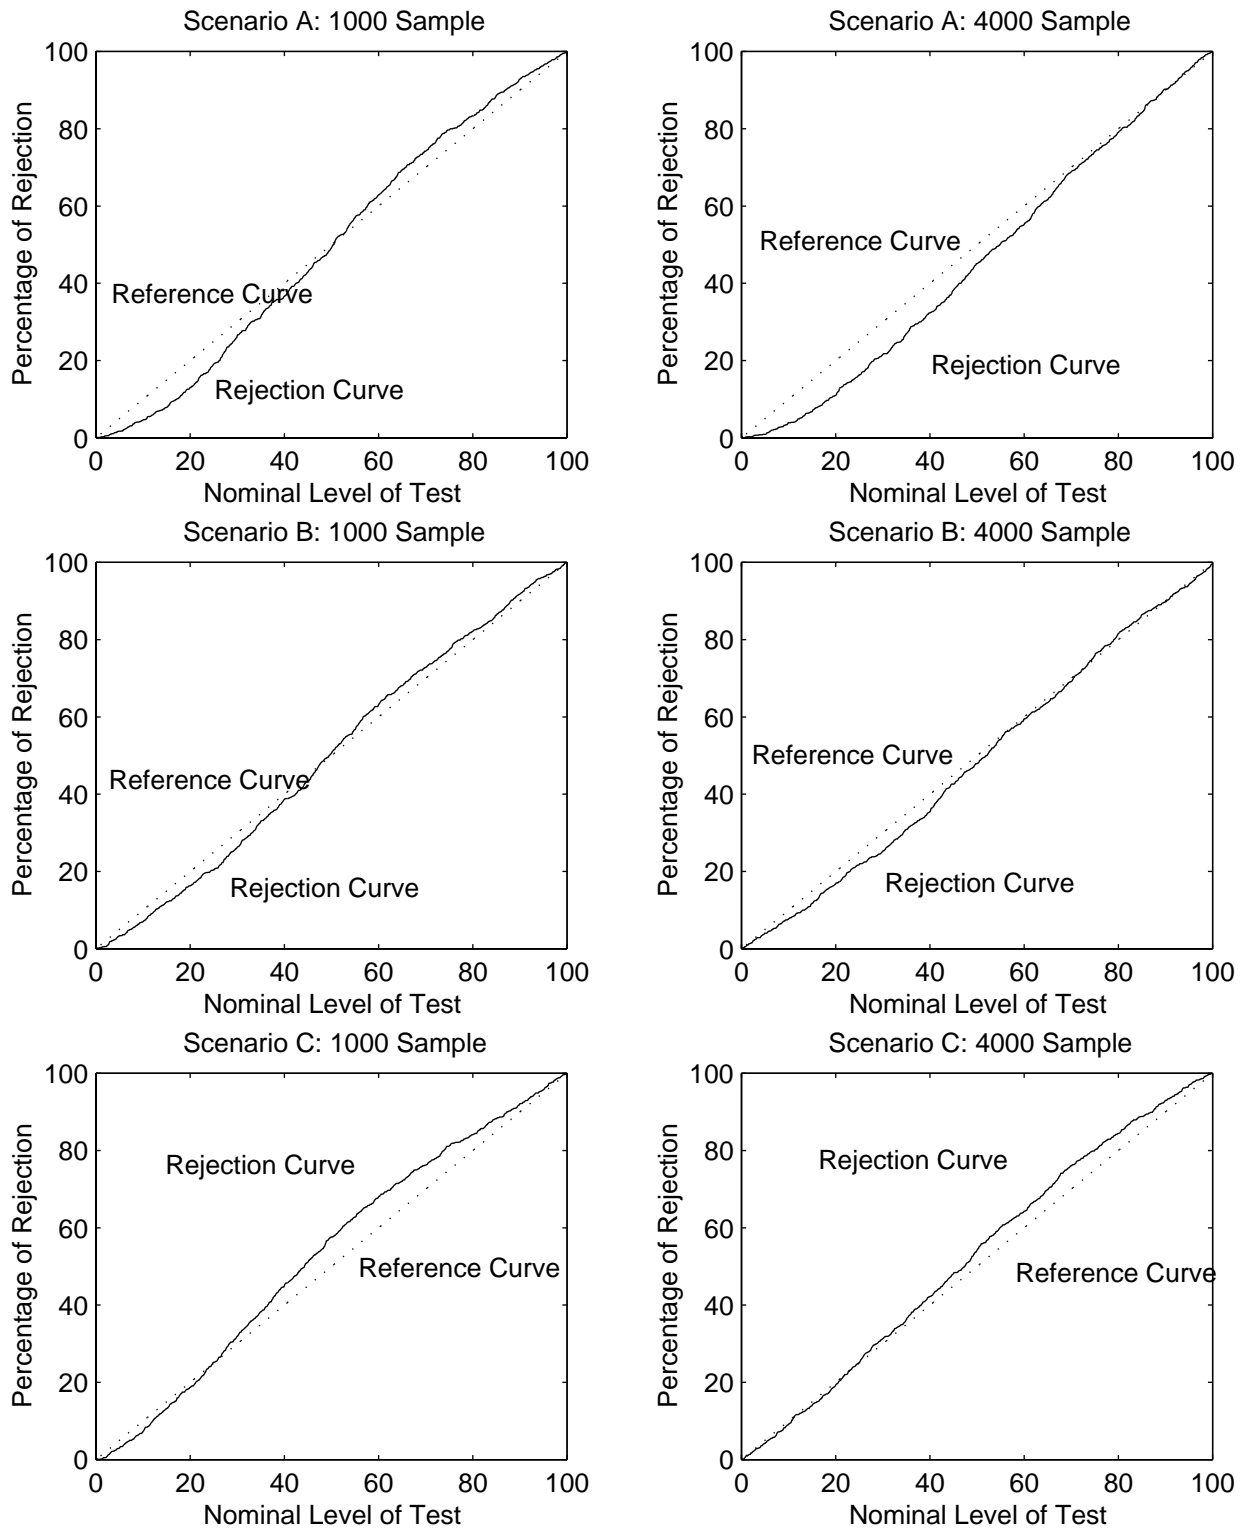 Scenario A: 1000 Sample
100
80
60
40
20
0
Percentage of Rejection
Reference Curve
Rejection Curve
0 20 40 60 80 100
Nominal Level of Test
Scenario A: 4000 Sample
100
80
60
40
20
0
Percentage of Rejection
Reference Curve
Rejection Curve
0 20 40 60 80 100
Nominal Level of Test
Scenario B: 1000 Sample
100
80
60
40
20
0
Percentage of Rejection
Reference Curve
Rejection Curve
0 20 40 60 80 100
Nominal Level of Test
Scenario B: 4000 Sample
100
80
60
40
20
0
Percentage of Rejection
Reference Curve
Rejection Curve
0 20 40 60 80 100
Nominal Level of Test
Scenario C: 1000 Sample
100
80
60
40
20
0
Percentage of Rejection
Rejection Curve
Reference Curve
0 20 40 60 80 100
Nominal Level of Test
Scenario C: 4000 Sample
100
80
60
40
20
0
Percentage of Rejection
Rejection Curve
Reference Curve
0 20 40 60 80 100
Nominal Level of Test